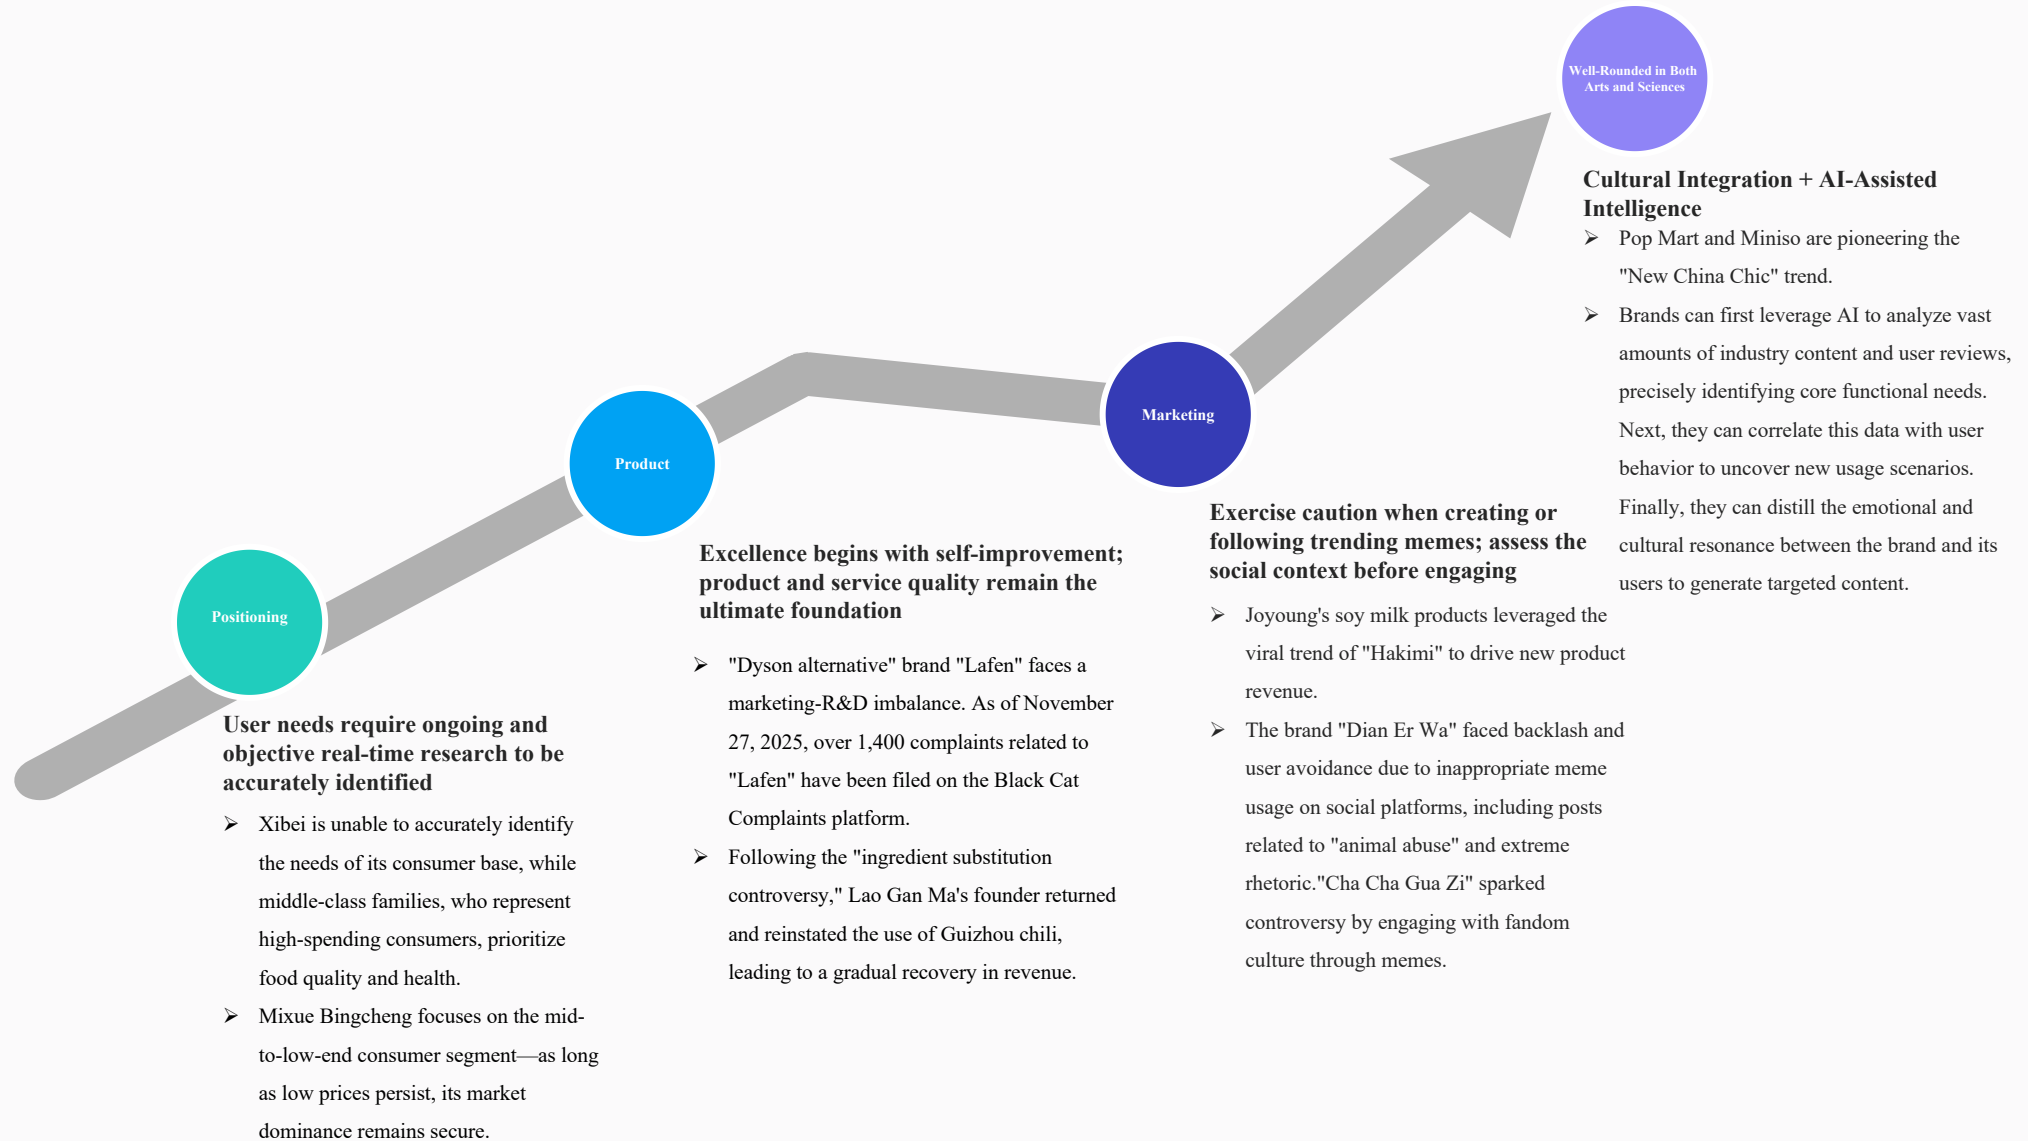 Positioning
User needs require ongoing and
objective real-time research to be
accurately identified
➢ Xibei is unable to accurately identify
the needs of its consumer base, while
middle-class families, who represent
high-spending consumers, prioritize
food quality and health.
➢ Mixue Bingcheng focuses on the mid-
to-low-end consumer segment—as long
as low prices persist, its market
dominance remains secure.
Product
Excellence begins with self-improvement;
product and service quality remain the
ultimate foundation
➢ "Dyson alternative" brand "Lafen" faces a
marketing-R&D imbalance. As of November
27, 2025, over 1,400 complaints related to
"Lafen" have been filed on the Black Cat
Complaints platform.
➢ Following the "ingredient substitution
controversy," Lao Gan Ma's founder returned
and reinstated the use of Guizhou chili,
leading to a gradual recovery in revenue.
Marketing
Exercise caution when creating or
following trending memes; assess the
social context before engaging
➢ Joyoung's soy milk products leveraged the
viral trend of "Hakimi" to drive new product
revenue.
➢ The brand "Dian Er Wa" faced backlash and
user avoidance due to inappropriate meme
usage on social platforms, including posts
related to "animal abuse" and extreme
rhetoric."Cha Cha Gua Zi" sparked
controversy by engaging with fandom
culture through memes.
Well-Rounded in Both
Arts and Sciences
Cultural Integration + AI-Assisted
Intelligence
➢ Pop Mart and Miniso are pioneering the
"New China Chic" trend.
➢ Brands can first leverage AI to analyze vast
amounts of industry content and user reviews,
precisely identifying core functional needs.
Next, they can correlate this data with user
behavior to uncover new usage scenarios.
Finally, they can distill the emotional and
cultural resonance between the brand and its
users to generate targeted content.